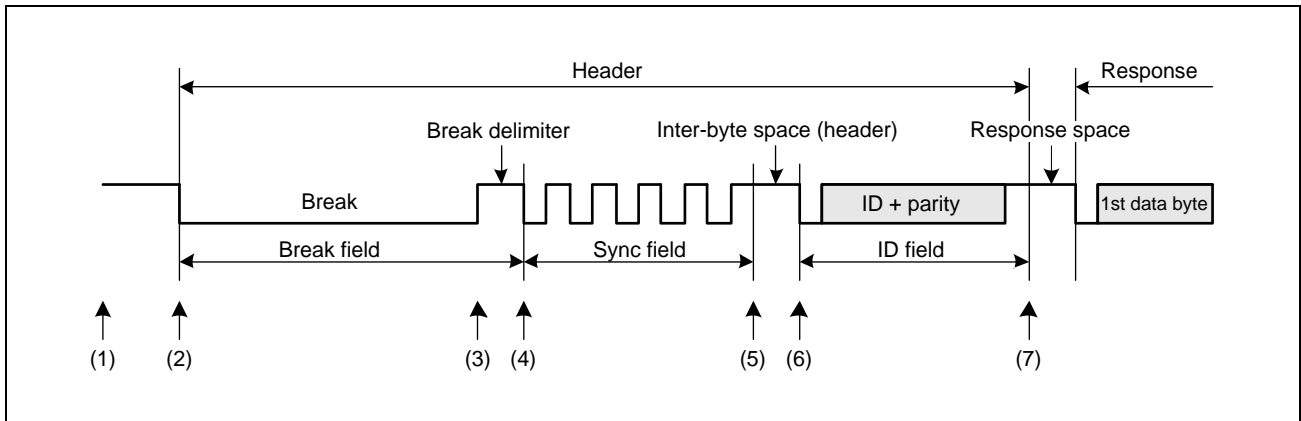 Header
Response
Break delimiter
Inter-byte space (header)
Response space
Break
ID + parity
1st data byte
Break field
Sync field
ID field
(1)
(2)
(3)
(4)
(5)
(6)
(7)